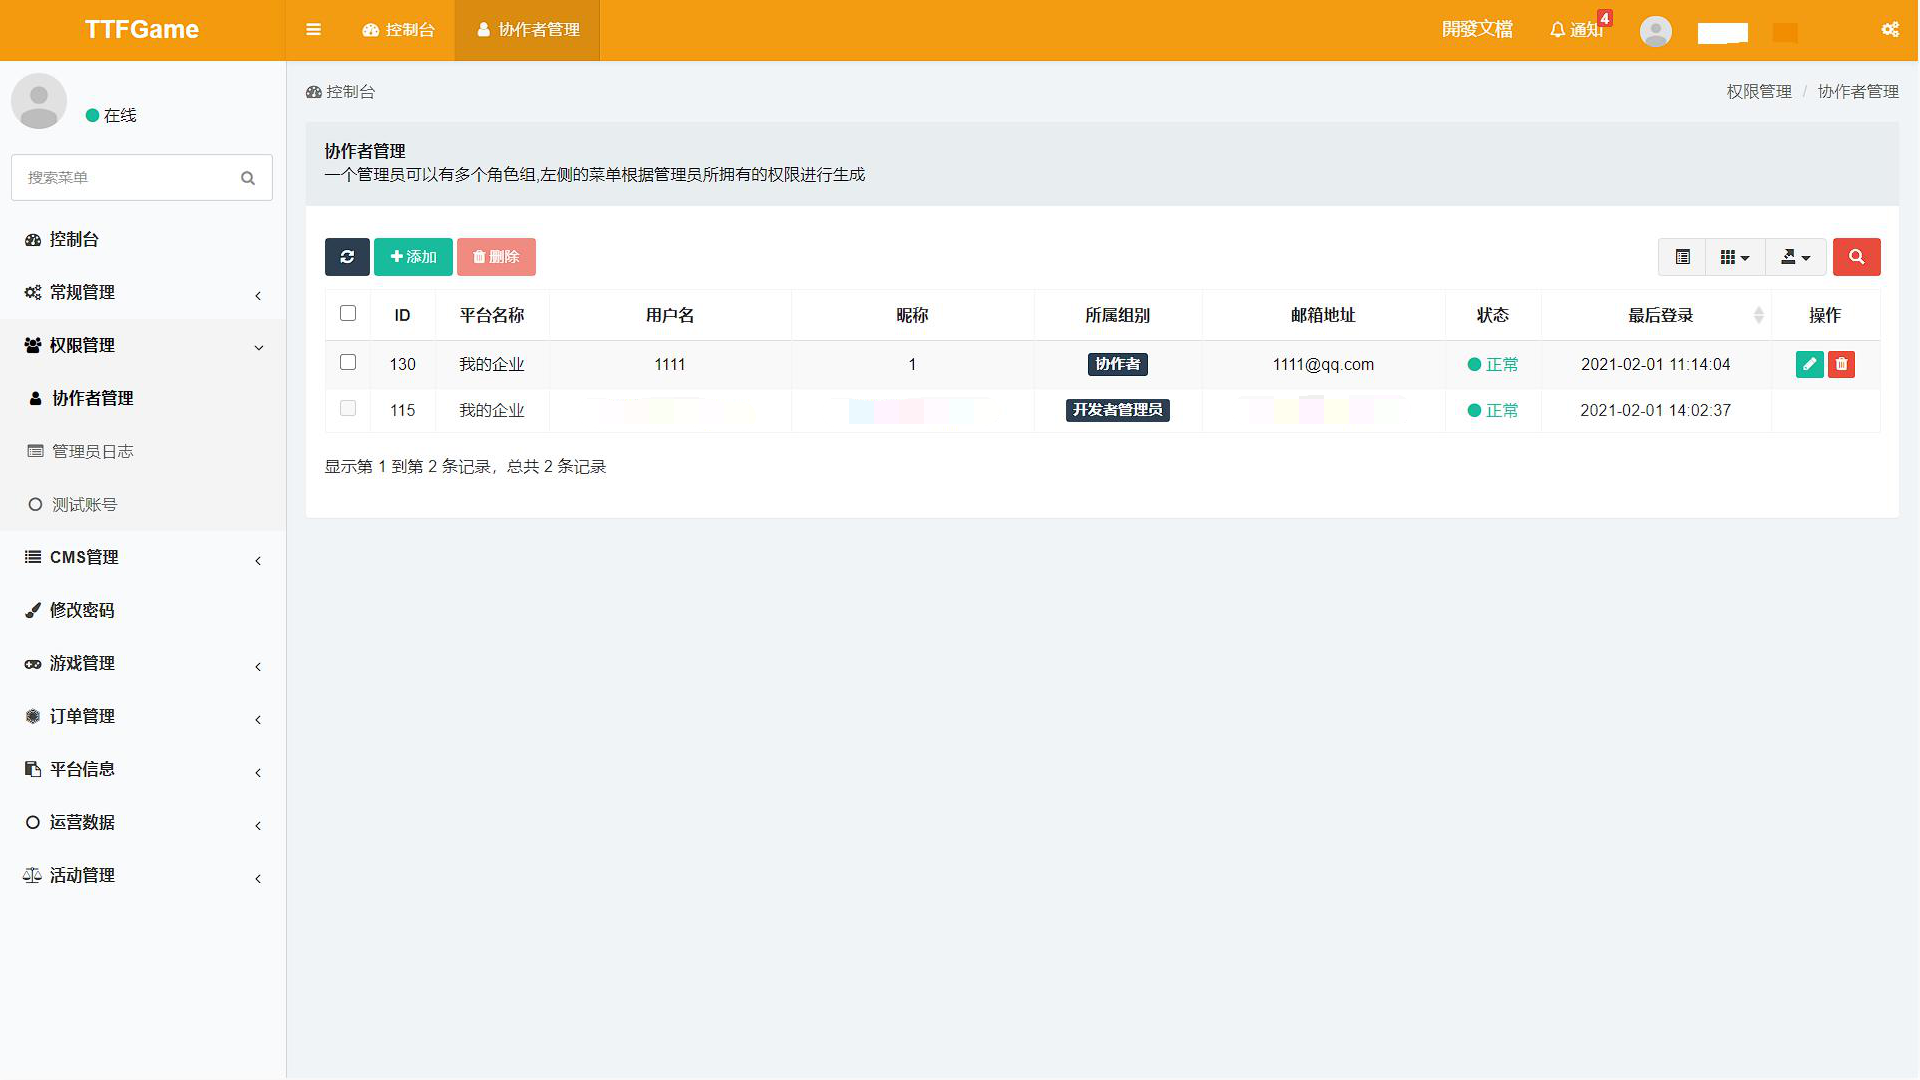 TTFGame
控制台
协作者管理
開發文檔
通知
4
在线
搜索菜单
控制台
常规管理
权限管理
协作者管理
管理员日志
测试账号
CMS管理
修改密码
游戏管理
订单管理
平台信息
运营数据
活动管理
控制台
权限管理 / 协作者管理
协作者管理
一个管理员可以有多个角色组,左侧的菜单根据管理员所拥有的权限进行生成
添加 删除
ID 平台名称 用户名 昵称 所属组别 邮箱地址 状态 最后登录 操作
130 我的企业 1111 1 协作者 1111@qq.com 正常 2021-02-01 11:14:04
115 我的企业 开发者管理员 正常 2021-02-01 14:02:37
显示第 1 到第 2 条记录，总共 2 条记录